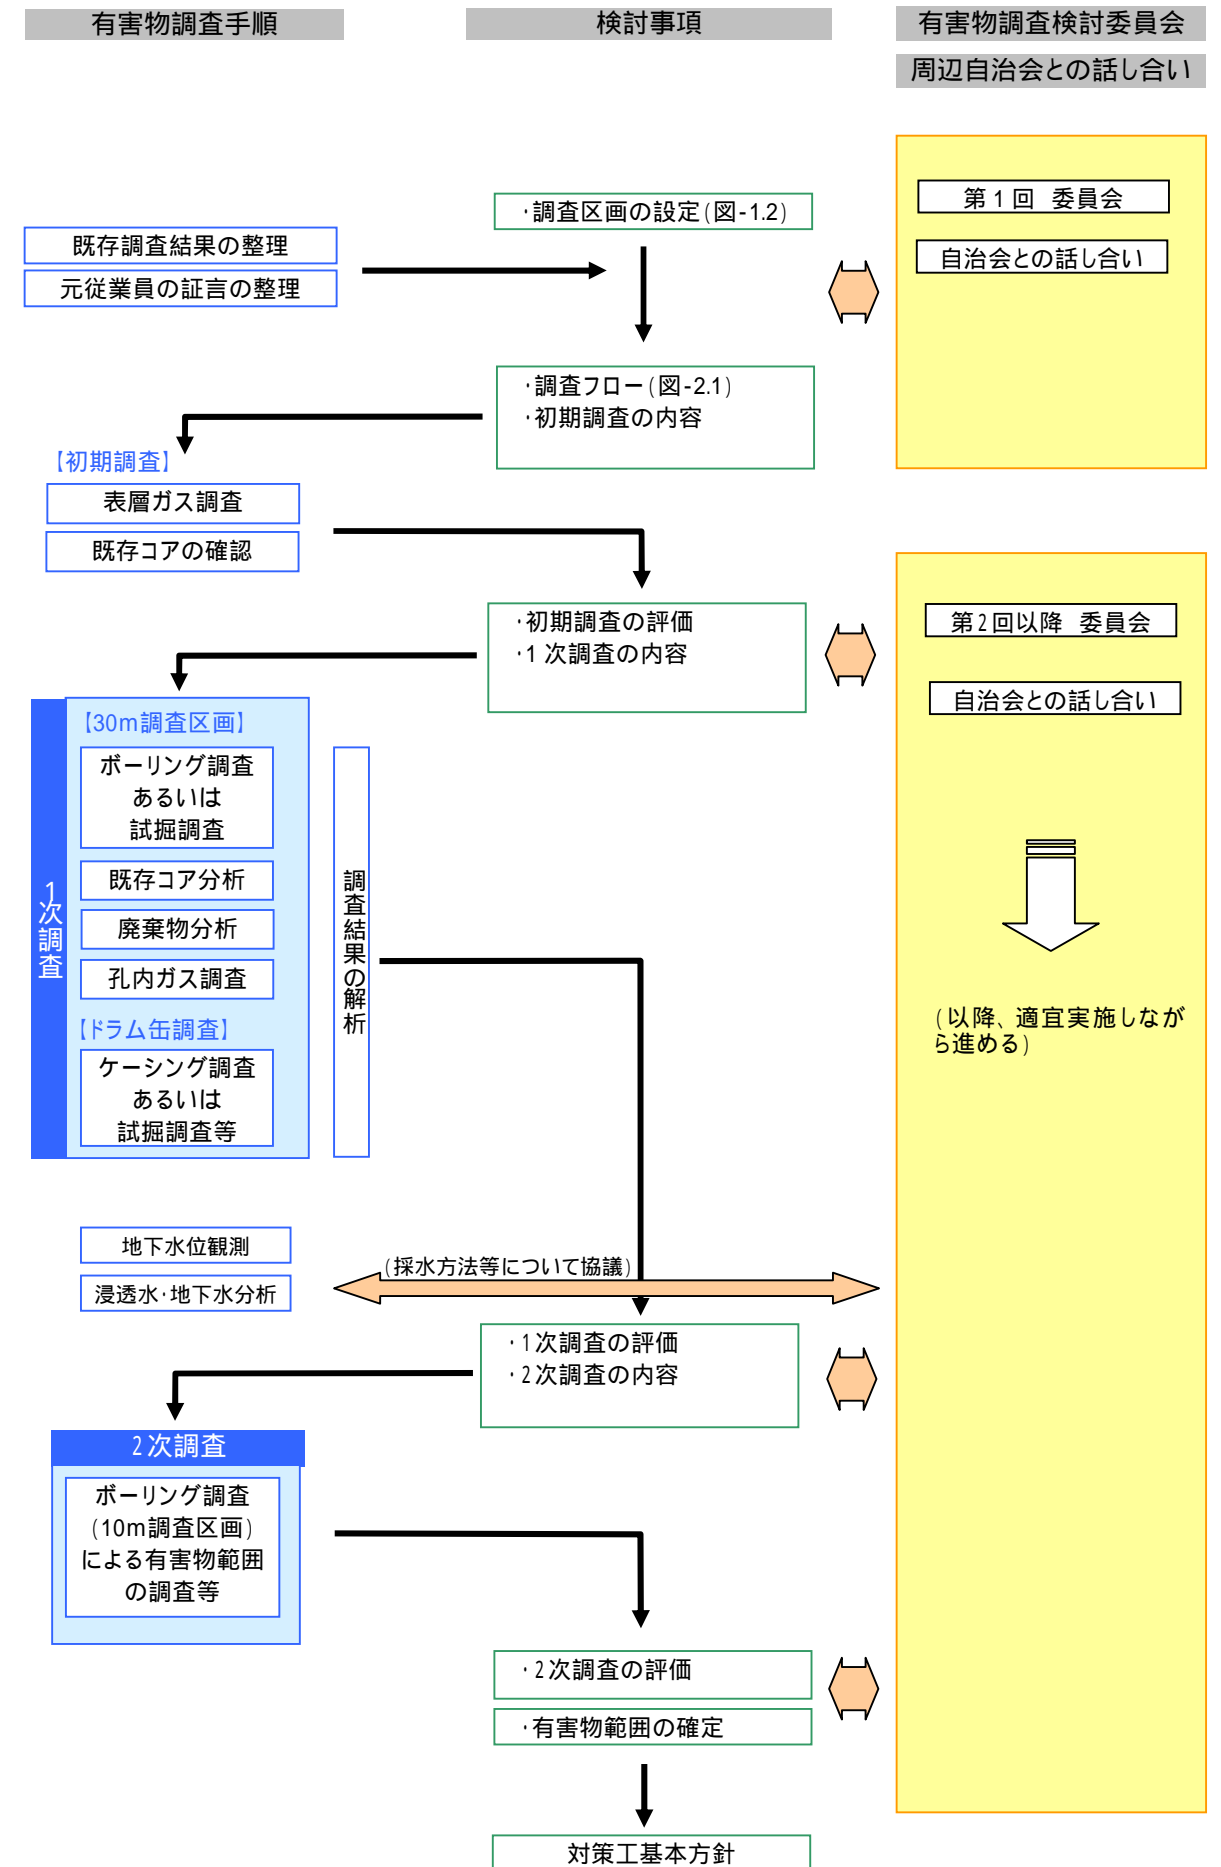 有害物調査手順
検討事項
有害物調査検討委員会
周辺自治会との話し合い
・調査区画の設定(図-1.2)
第1回 委員会
既存調査結果の整理
自治会との話し合い
元従業員の証言の整理
・調査フロー(図-2.1)
・初期調査の内容
【初期調査】
表層ガス調査
既存コアの確認
・初期調査の評価
・1次調査の内容
第2回以降 委員会
自治会との話し合い
1次調査
【30m調査区画】
ボーリング調査
あるいは
試掘調査
既存コア分析
廃棄物分析
孔内ガス調査
【ドラム缶調査】
ケーシング調査
あるいは
試掘調査等
調査結果の解析
(以降、適宜実施しなが
ら進める)
地下水位観測
浸透水・地下水分析
(採水方法等について協議)
・1次調査の評価
・2次調査の内容
2次調査
ボーリング調査
(10m調査区画)
による有害物範囲
の調査等
・2次調査の評価
・有害物範囲の確定
対策工基本方針